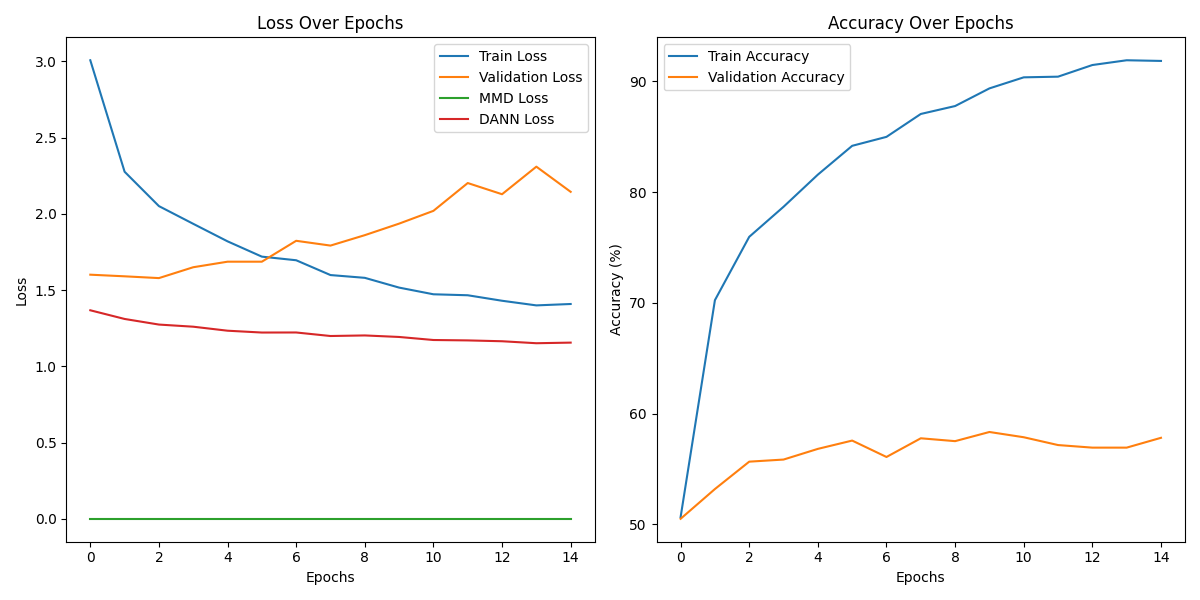 Loss Over Epochs
Train Loss
Validation Loss
MMD Loss
DANN Loss
3.0
2.5
2.0
1.5
1.0
0.5
0.0
Loss
0 2 4 6 8 10 12 14
Epochs
Accuracy Over Epochs
Train Accuracy
Validation Accuracy
90
80
70
60
50
Accuracy (%)
0 2 4 6 8 10 12 14
Epochs